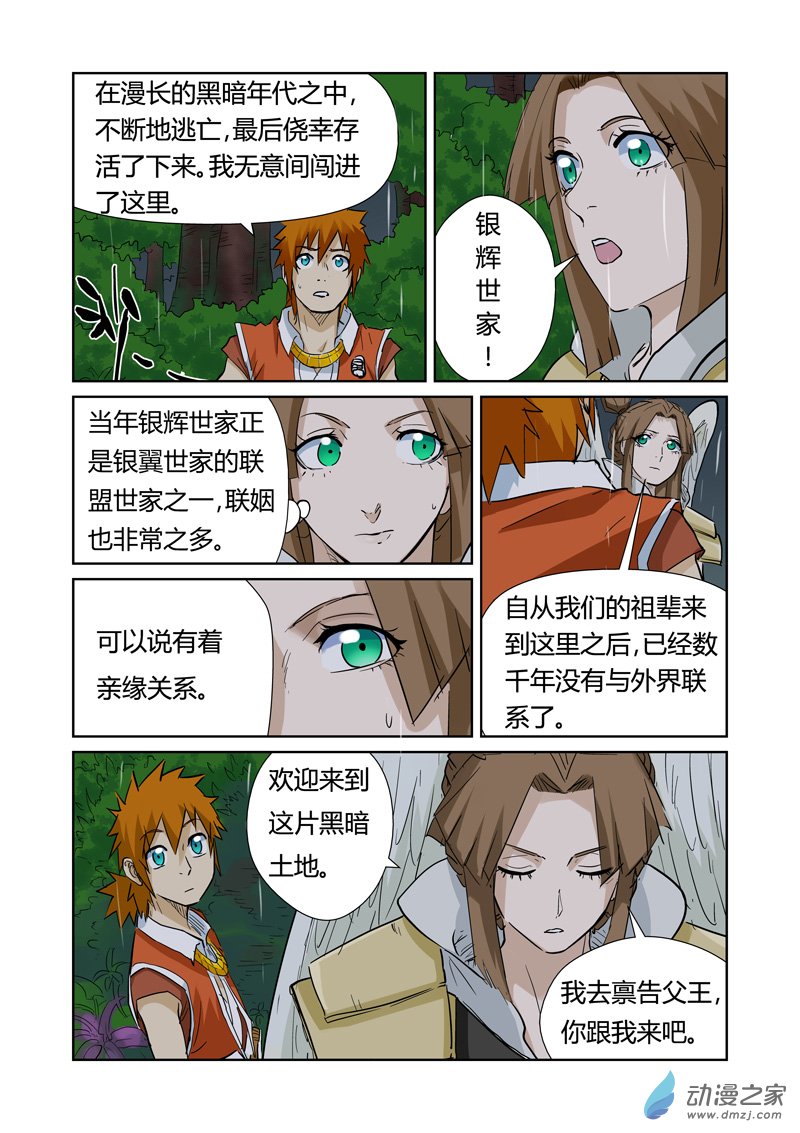 在漫长的黑暗年代之中，
不断地逃亡，最后侥幸存
活了下来。我无意间闯进
了这里。
银辉世家！
当年银辉世家正
是银翼世家的联
盟世家之一，联姻
也非常之多。
自从我们的祖辈来
到这里之后，已经数
千年没有与外界联
系了。
可以说有着
亲缘关系。
欢迎来到
这片黑暗
土地。
我去禀告父王，
你跟我来吧。
动漫之家
www.dmzj.com